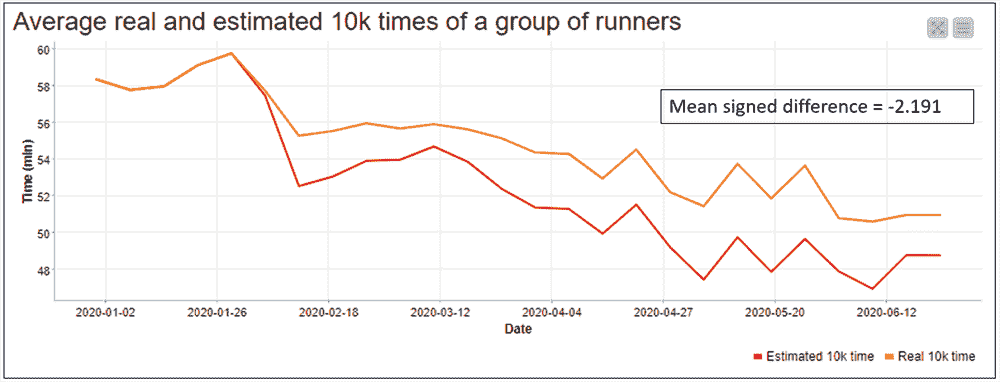 Average real and estimated 10k times of a group of runners
Mean signed difference = -2.191
60
58
56
54
52
50
48
Time (min)
2020-01-02 2020-01-26 2020-02-18 2020-03-12 2020-04-04 2020-04-27 2020-05-20 2020-06-12
Date
Estimated 10k time Real 10k time